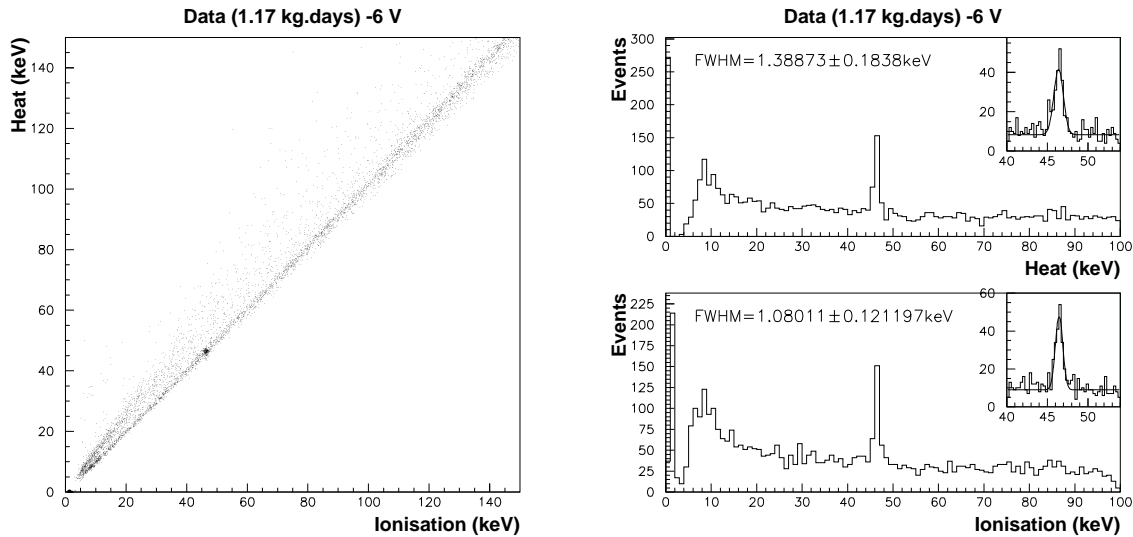 Data (1.17 kg.days) -6 V
Heat (keV)
140
120
100
80
60
40
20
0
0 20 40 60 80 100 120 140
Ionisation (keV)
Data (1.17 kg.days) -6 V
Events
300
250
200
150
100
50
0
FWHM=1.38873±0.1838keV
40
20
0
40 45 50
0 10 20 30 40 50 60 70 80 90 100
Heat (keV)
Events
225
200
175
150
125
100
75
50
25
0
FWHM=1.08011±0.121197keV
60
40
20
0
40 45 50
0 10 20 30 40 50 60 70 80 90 100
Ionisation (keV)